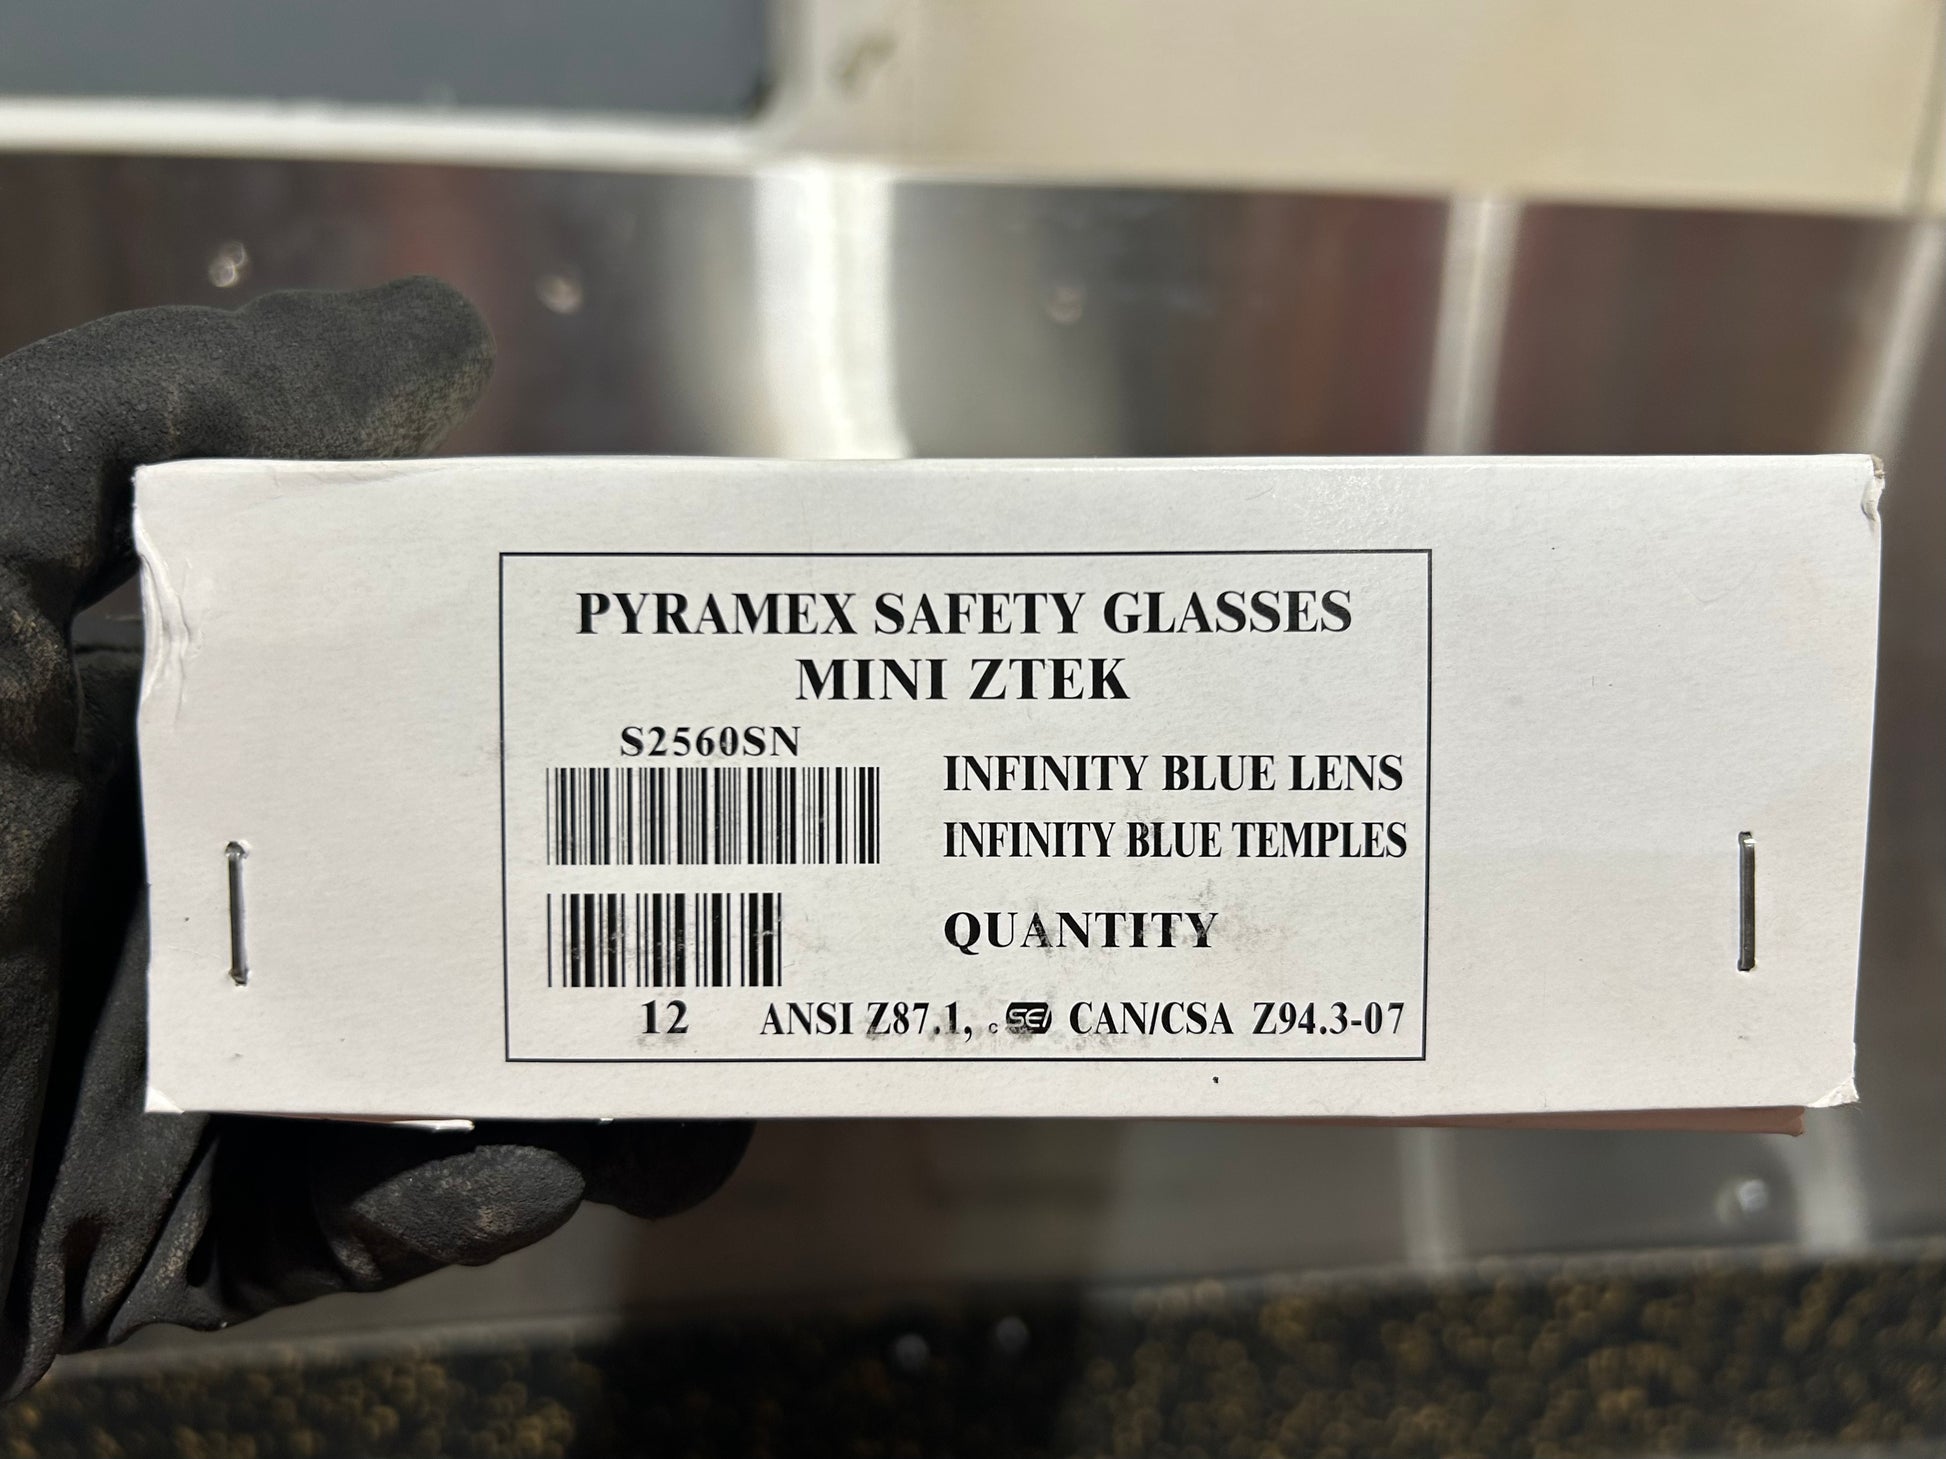 PYRAMEX SAFETY GLASSES
MINI ZTEK
S2560SN
INFINITY BLUE LENS
INFINITY BLUE TEMPLES
QUANTITY
12 ANSI Z87.1, c SEI CAN/CSA Z94.3-07